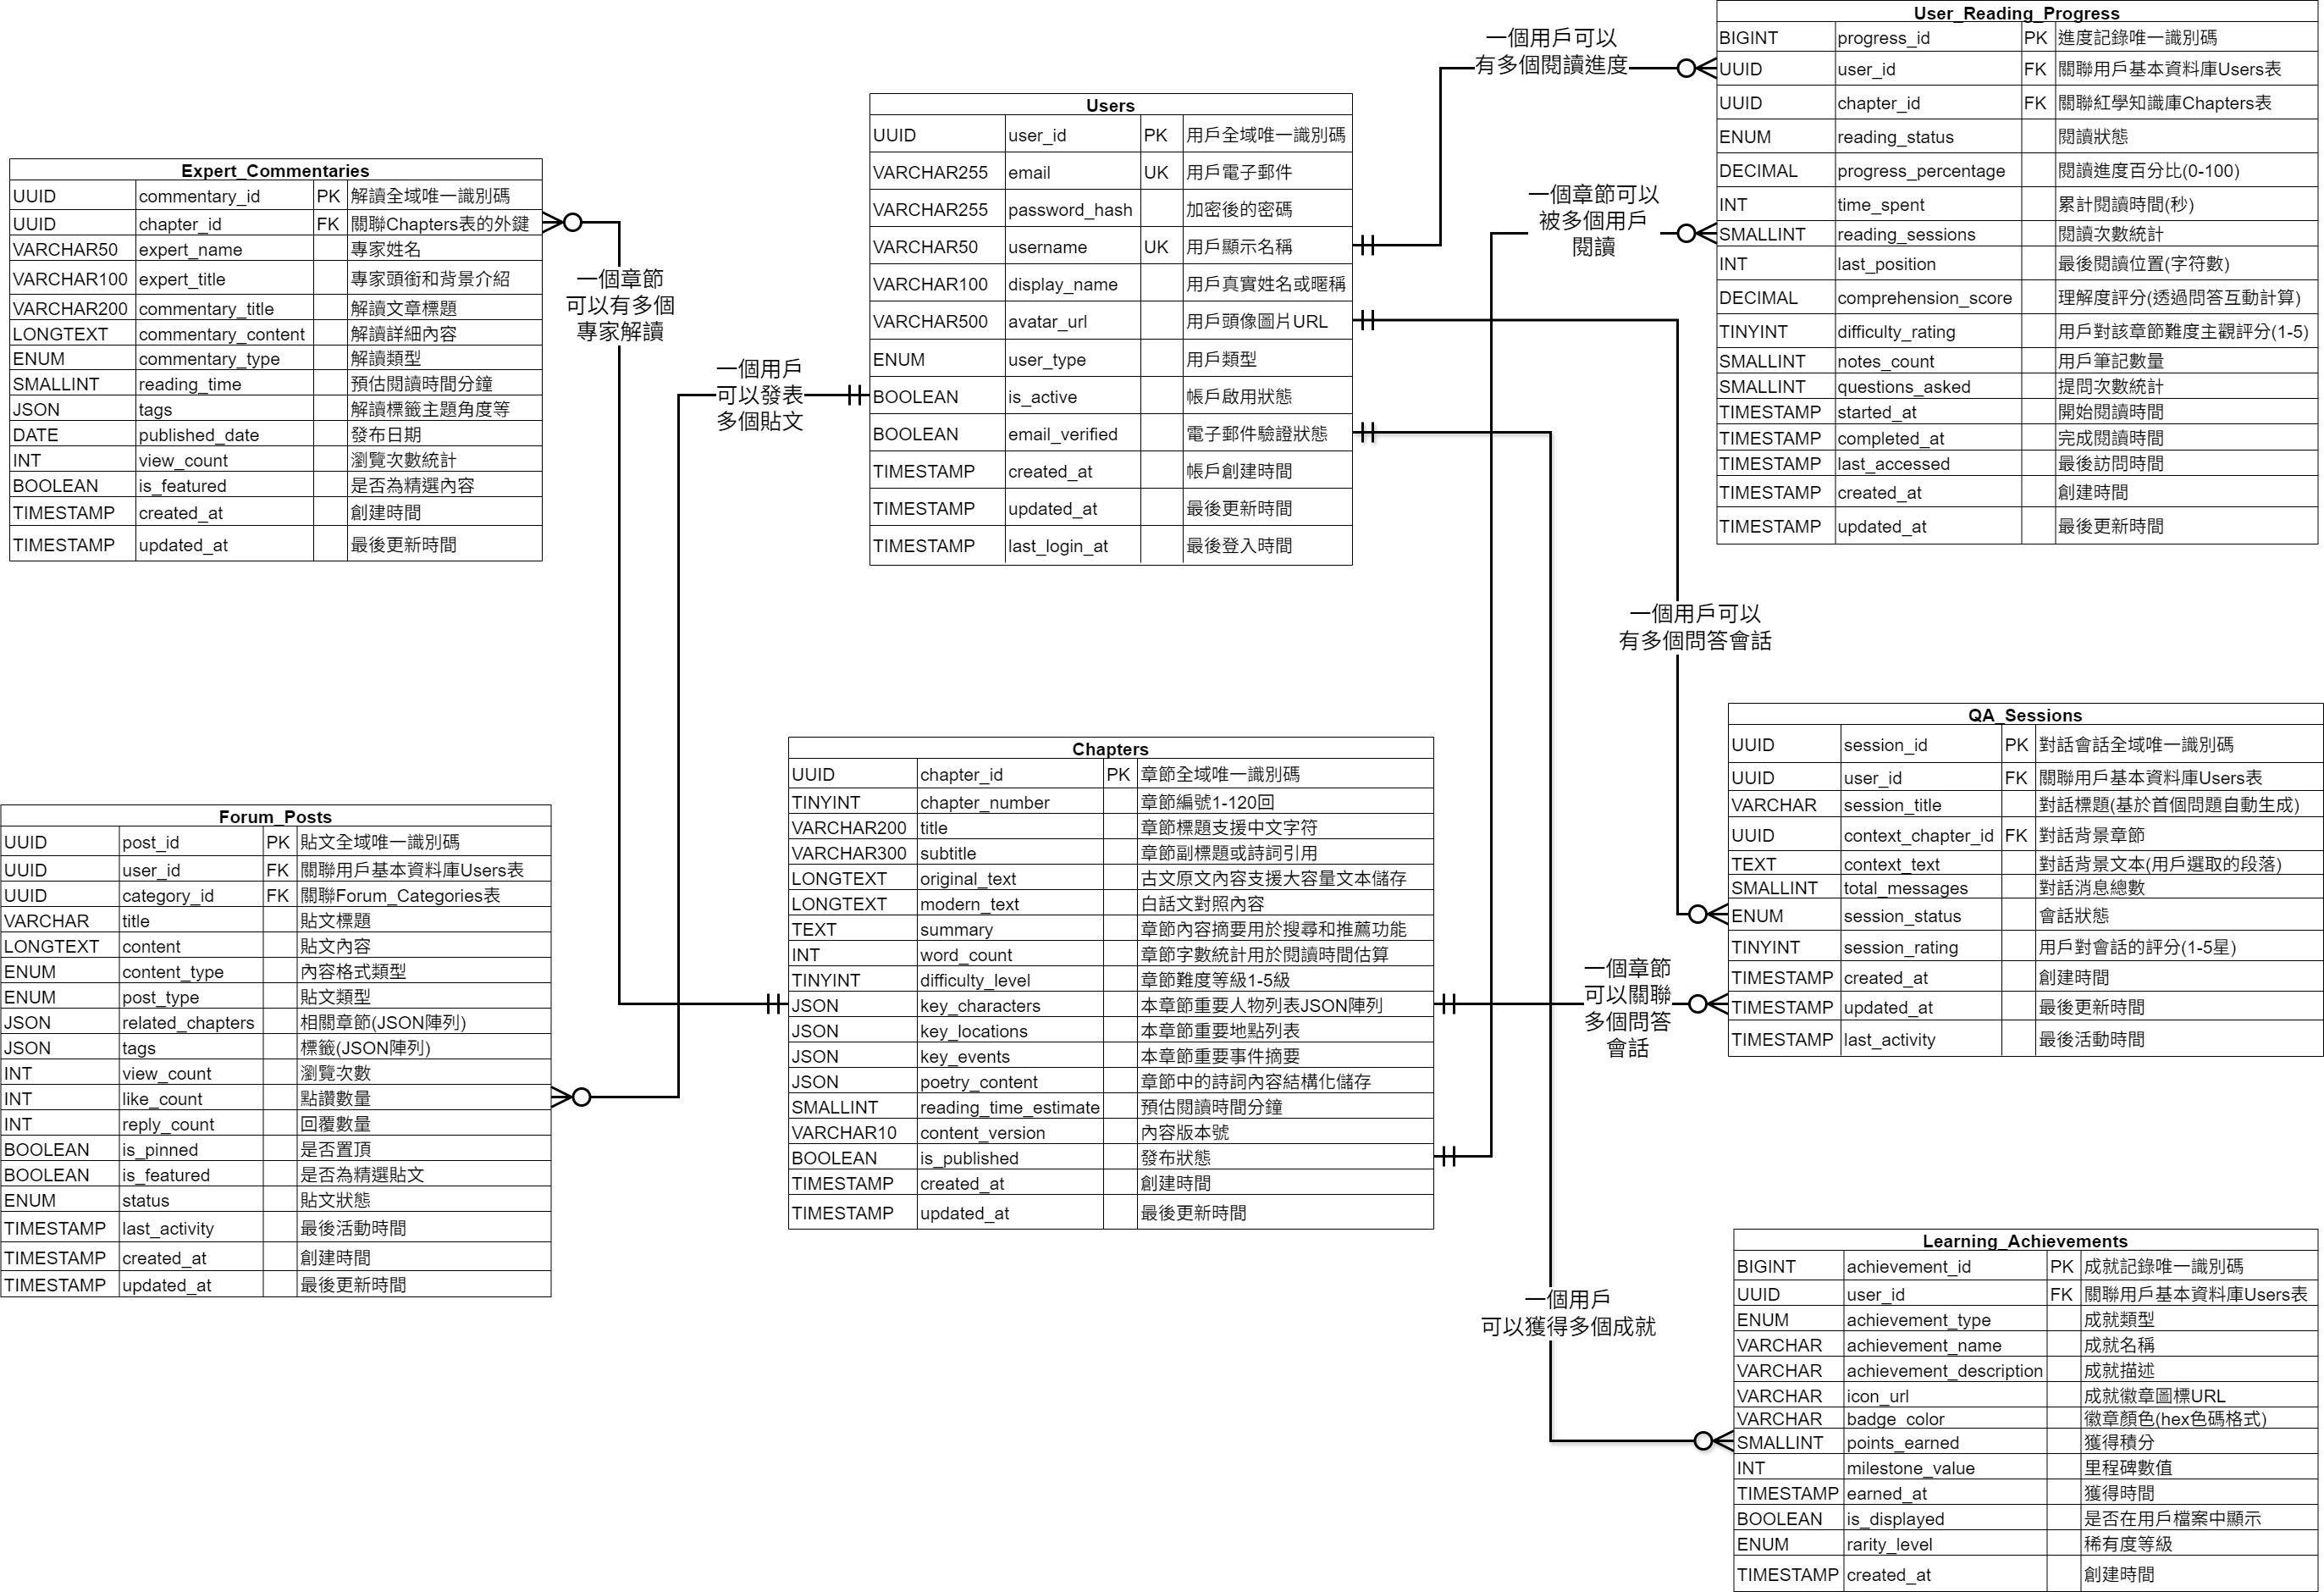 Expert_Commentaries
UUID commentary_id PK 解讀全域唯一識別碼
UUID chapter_id FK 關聯Chapters表的外鍵
VARCHAR50 expert_name 專家姓名
VARCHAR100 expert_title 專家頭銜和背景介紹
VARCHAR200 commentary_title 解讀文章標題
LONGTEXT commentary_content 解讀詳細內容
ENUM commentary_type 解讀類型
SMALLINT reading_time 預估閱讀時間分鐘
JSON tags 解讀標籤主題角度等
DATE published_date 發布日期
INT view_count 瀏覽次數統計
BOOLEAN is_featured 是否為精選內容
TIMESTAMP created_at 創建時間
TIMESTAMP updated_at 最後更新時間
一個章節
可以有多個
專家解讀
一個用戶
可以發表
多個貼文
Users
UUID user_id PK 用戶全域唯一識別碼
VARCHAR255 email UK 用戶電子郵件
VARCHAR255 password_hash 加密後的密碼
VARCHAR50 username UK 用戶顯示名稱
VARCHAR100 display_name 用戶真實姓名或暱稱
VARCHAR500 avatar_url 用戶頭像圖片URL
ENUM user_type 用戶類型
BOOLEAN is_active 帳戶啟用狀態
BOOLEAN email_verified 電子郵件驗證狀態
TIMESTAMP created_at 帳戶創建時間
TIMESTAMP updated_at 最後更新時間
TIMESTAMP last_login_at 最後登入時間
一個用戶可以
有多個閱讀進度
一個章節可以
被多個用戶
閱讀
User_Reading_Progress
BIGINT progress_id PK 進度記錄唯一識別碼
UUID user_id FK 關聯用戶基本資料庫Users表
UUID chapter_id FK 關聯紅學知識庫Chapters表
ENUM reading_status 閱讀狀態
DECIMAL progress_percentage 閱讀進度百分比(0-100)
INT time_spent 累計閱讀時間(秒)
SMALLINT reading_sessions 閱讀次數統計
INT last_position 最後閱讀位置(字符數)
DECIMAL comprehension_score 理解度評分(透過問答互動計算)
TINYINT difficulty_rating 用戶對該章節難度主觀評分(1-5)
SMALLINT notes_count 用戶筆記數量
SMALLINT questions_asked 提問次數統計
TIMESTAMP started_at 開始閱讀時間
TIMESTAMP completed_at 完成閱讀時間
TIMESTAMP last_accessed 最後訪問時間
TIMESTAMP created_at 創建時間
TIMESTAMP updated_at 最後更新時間
一個用戶可以
有多個問答會話
Forum_Posts
UUID post_id PK 貼文全域唯一識別碼
UUID user_id FK 關聯用戶基本資料庫Users表
UUID category_id FK 關聯Forum_Categories表
VARCHAR title 貼文標題
LONGTEXT content 貼文內容
ENUM content_type 內容格式類型
ENUM post_type 貼文類型
JSON related_chapters 相關章節(JSON陣列)
JSON tags 標籤(JSON陣列)
INT view_count 瀏覽次數
INT like_count 點讚數量
INT reply_count 回覆數量
BOOLEAN is_pinned 是否置頂
BOOLEAN is_featured 是否為精選貼文
ENUM status 貼文狀態
TIMESTAMP last_activity 最後活動時間
TIMESTAMP created_at 創建時間
TIMESTAMP updated_at 最後更新時間
Chapters
UUID chapter_id PK 章節全域唯一識別碼
TINYINT chapter_number 章節編號1-120回
VARCHAR200 title 章節標題支援中文字符
VARCHAR300 subtitle 章節副標題或詩詞引用
LONGTEXT original_text 古文原文內容支援大容量文本儲存
LONGTEXT modern_text 白話文對照內容
TEXT summary 章節內容摘要用於搜尋和推薦功能
INT word_count 章節字數統計用於閱讀時間估算
TINYINT difficulty_level 章節難度等級1-5級
JSON key_characters 本章節重要人物列表JSON陣列
JSON key_locations 本章節重要地點列表
JSON key_events 本章節重要事件摘要
JSON poetry_content 章節中的詩詞內容結構化儲存
SMALLINT reading_time_estimate 預估閱讀時間分鐘
VARCHAR10 content_version 內容版本號
BOOLEAN is_published 發布狀態
TIMESTAMP created_at 創建時間
TIMESTAMP updated_at 最後更新時間
QA_Sessions
UUID session_id PK 對話會話全域唯一識別碼
UUID user_id FK 關聯用戶基本資料庫Users表
VARCHAR session_title 對話標題(基於首個問題自動生成)
UUID context_chapter_id FK 對話背景章節
TEXT context_text 對話背景文本(用戶選取的段落)
SMALLINT total_messages 對話消息總數
ENUM session_status 會話狀態
TINYINT session_rating 用戶對會話的評分(1-5星)
TIMESTAMP created_at 創建時間
TIMESTAMP updated_at 最後更新時間
TIMESTAMP last_activity 最後活動時間
一個章節
可以關聯
多個問答
會話
一個用戶
可以獲得多個成就
Learning_Achievements
BIGINT achievement_id PK 成就記錄唯一識別碼
UUID user_id FK 關聯用戶基本資料庫Users表
ENUM achievement_type 成就類型
VARCHAR achievement_name 成就名稱
VARCHAR achievement_description 成就描述
VARCHAR icon_url 成就徽章圖標URL
VARCHAR badge_color 徽章顏色(hex色碼格式)
SMALLINT points_earned 獲得積分
INT milestone_value 里程碑數值
TIMESTAMP earned_at 獲得時間
BOOLEAN is_displayed 是否在用戶檔案中顯示
ENUM rarity_level 稀有度等級
TIMESTAMP created_at 創建時間